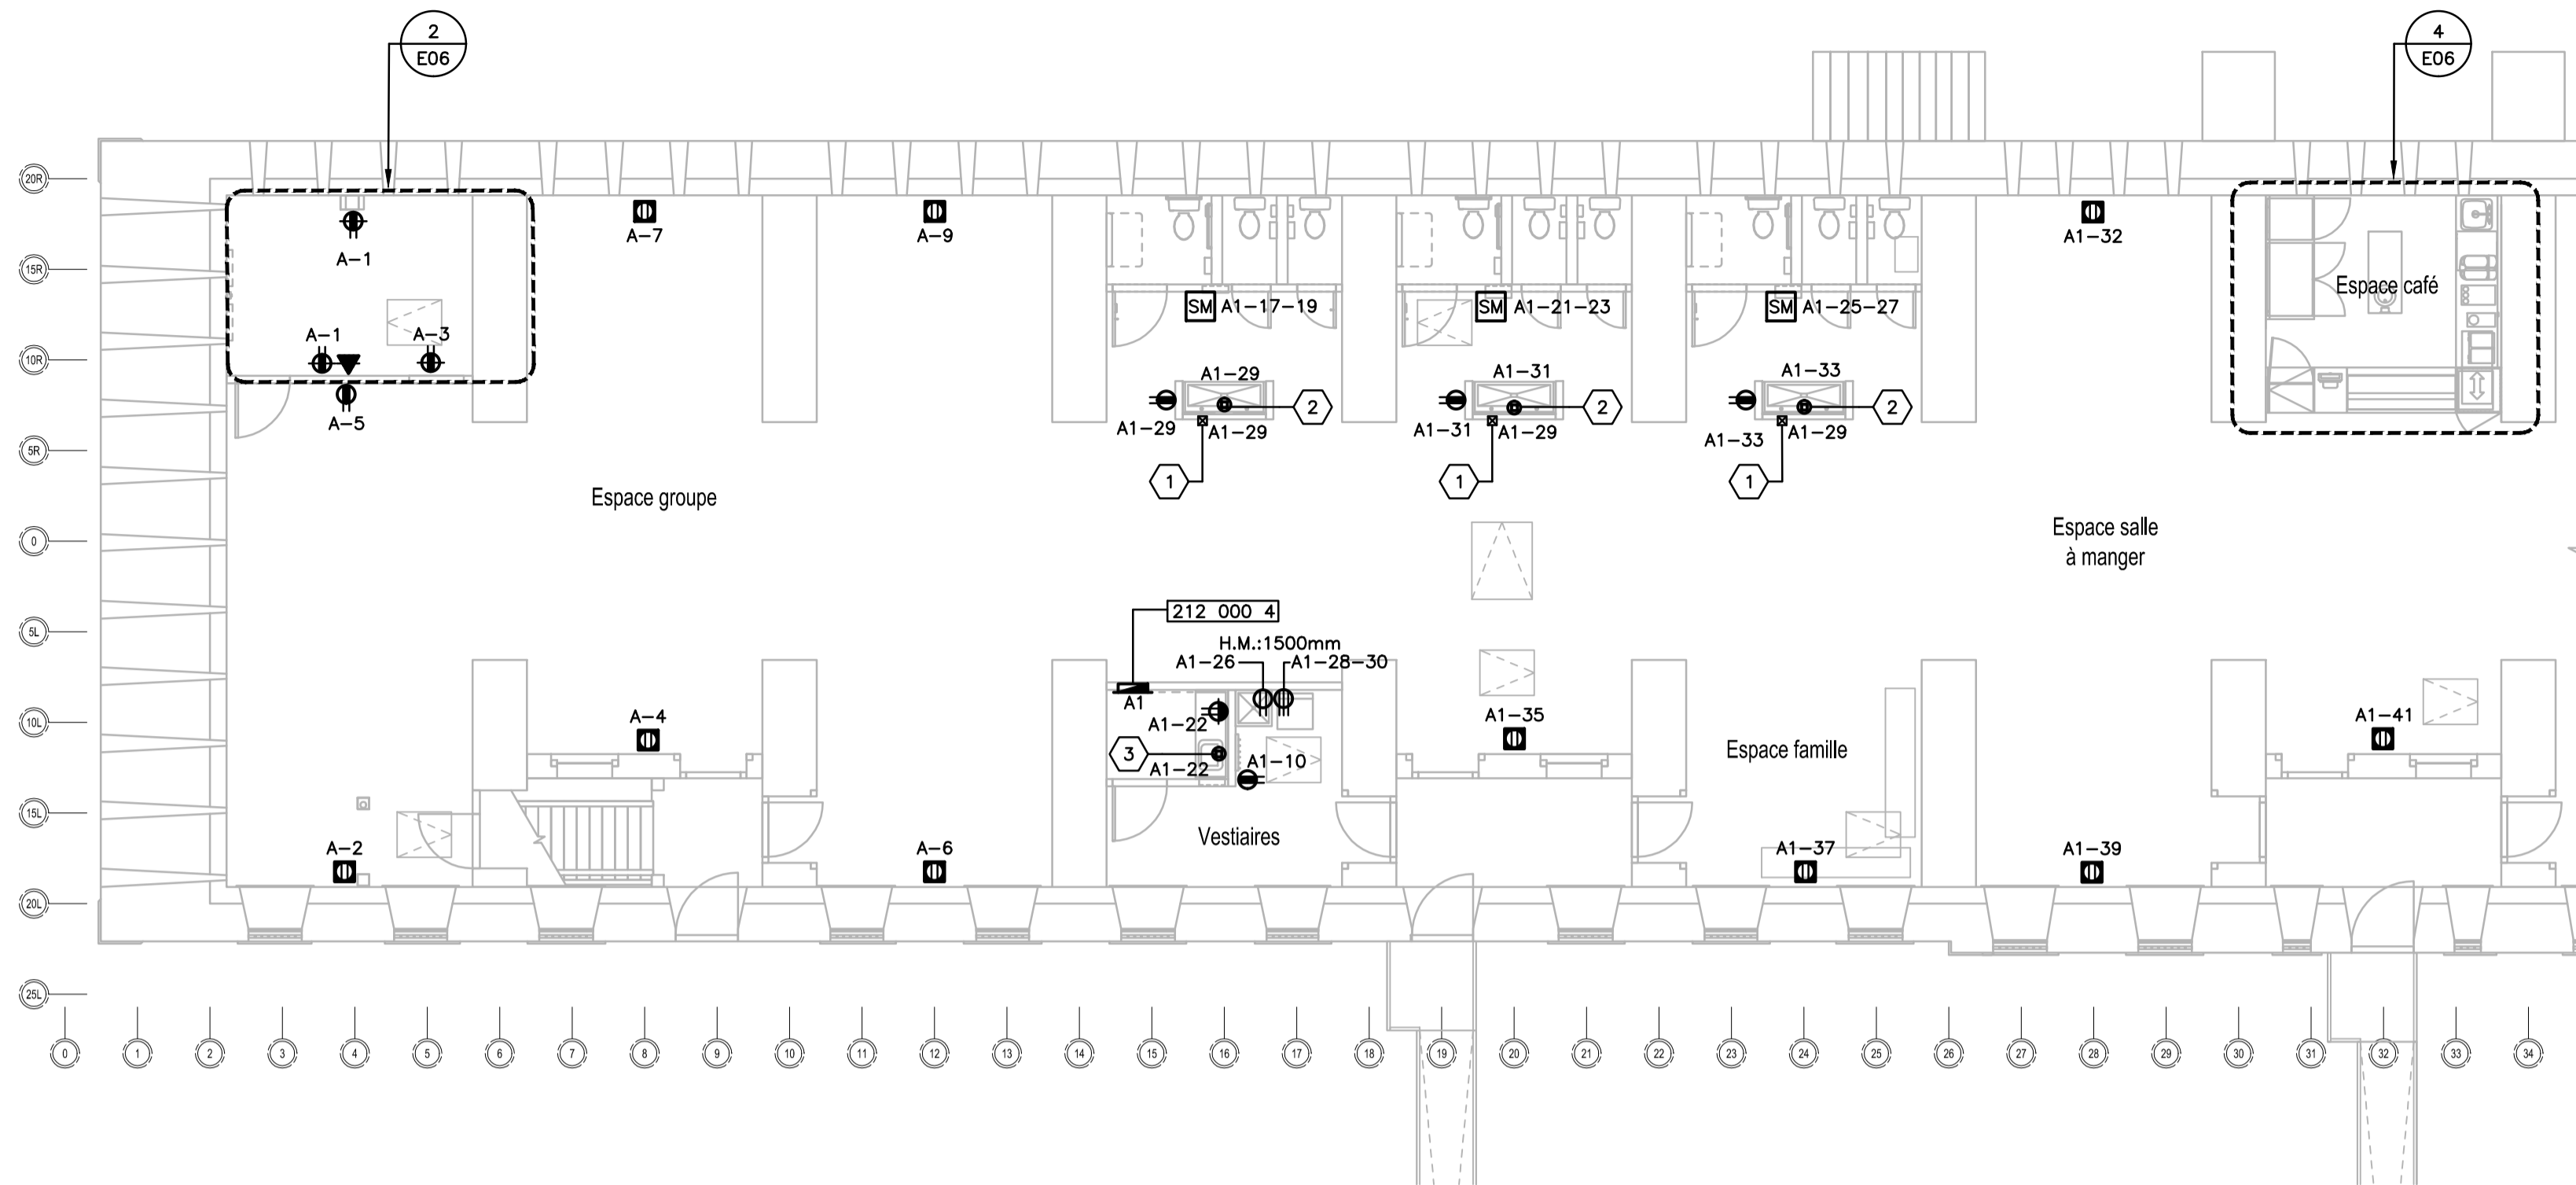 2
E06
4
E06
20R
A-1
A-7
A-9
A1-32
15R
Espace café
SM
A1-17-19
SM
A1-21-23
SM
A1-25-27
A-1
A-3
10R
A1-29
A1-31
A1-33
2
2
2
A-5
A1-29
A1-29
A1-31
A1-29
A1-33
A1-29
5R
1
1
1
Espace groupe
Espace salle
à manger
0
212 000 4
5L
H.M.:1500mm
A1-26
A1-28-30
A1
A-4
A1-22
A1-35
A1-41
10L
3
A1-22
A1-10
Espace famille
15L
Vestiaires
A-2
A-6
A1-37
A1-39
20L
25L
0
1
2
3
4
5
6
7
8
9
10
11
12
13
14
15
16
17
18
19
20
21
22
23
24
25
26
27
28
29
30
31
32
33
34